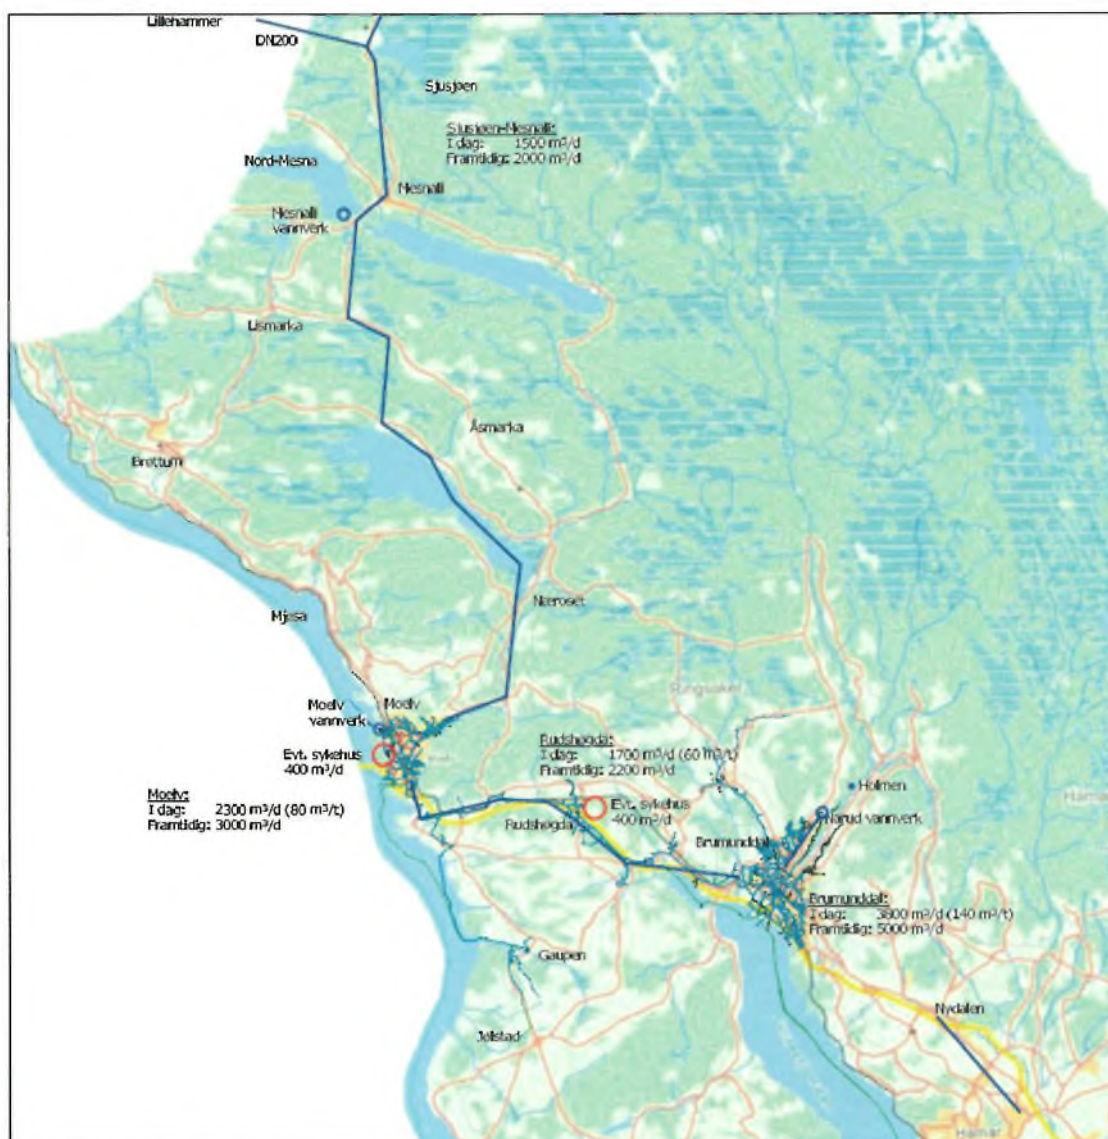 Lillehammer
DN200
Sjusjøen
Sjusjøen-Mesnali:
I dag: 1500 m³/d
Framtidig: 2000 m³/d
Nord-Mesna
Mesnali
Mesnali
vannverk
Lismarka
Åsmarka
Brøttum
Næroset
Mjøsa
Ringsaker
Moelv
vannverk
Moelv
Evt. sykehus
400 m³/d
Rudshøgda:
I dag: 1700 m³/d (60 m³/t)
Framtidig: 2200 m³/d
Holmen
Moelv:
I dag: 2300 m³/d (80 m³/t)
Framtidig: 3000 m³/d
Evt. sykehus
400 m³/d
Rudshøgda
Narud vannverk
Brumunddal
Brumunddal:
I dag: 3800 m³/d (140 m³/t)
Framtidig: 5000 m³/d
Gaupen
Nydalen
Jølstad
Hamar